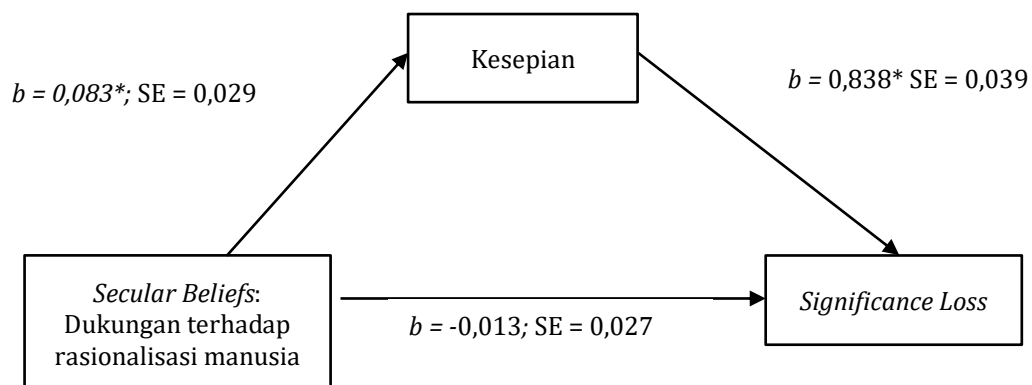 Kesepian
b = 0,083*; SE = 0,029
b = 0,838* SE = 0,039
Secular Beliefs:
Dukungan terhadap
rasionalisasi manusia
b = -0,013; SE = 0,027
Significance Loss